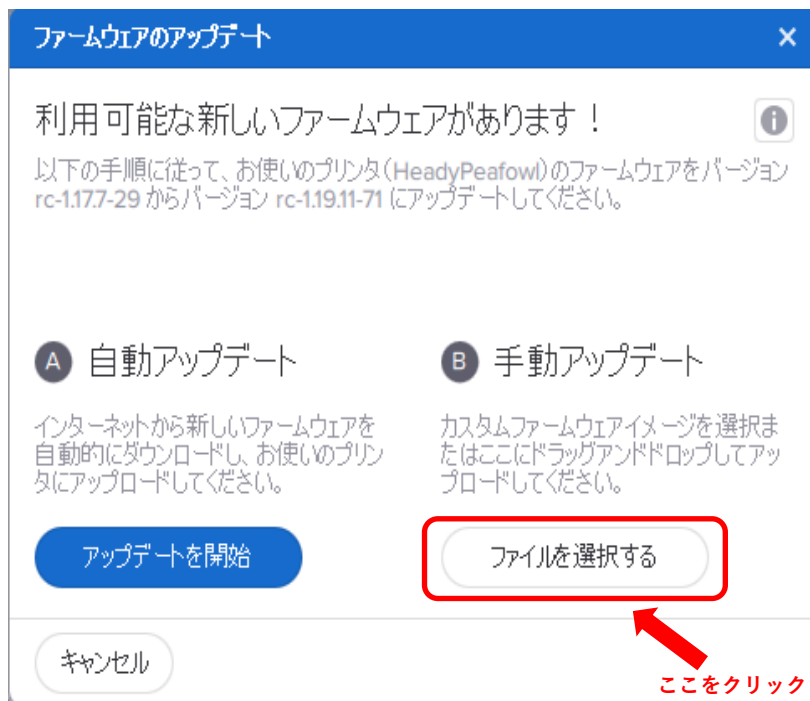 ファームウェアのアップデート
利用可能な新しいファームウェアがあります！
以下の手順に従って、お使いのプリンタ(HeadyPeafowl)のファームウェアをバージョン
rc-1.17.7-29 からバージョン rc-1.19.11-71 にアップデートしてください。
A 自動アップデート
インターネットから新しいファームウェアを
自動的にダウンロードし、お使いのプリン
タにアップロードしてください。
アップデートを開始
B 手動アップデート
カスタムファームウェアイメージを選択ま
たはここにドラッグアンドドロップしてアッ
プロードしてください。
ファイルを選択する
キャンセル
ここをクリック